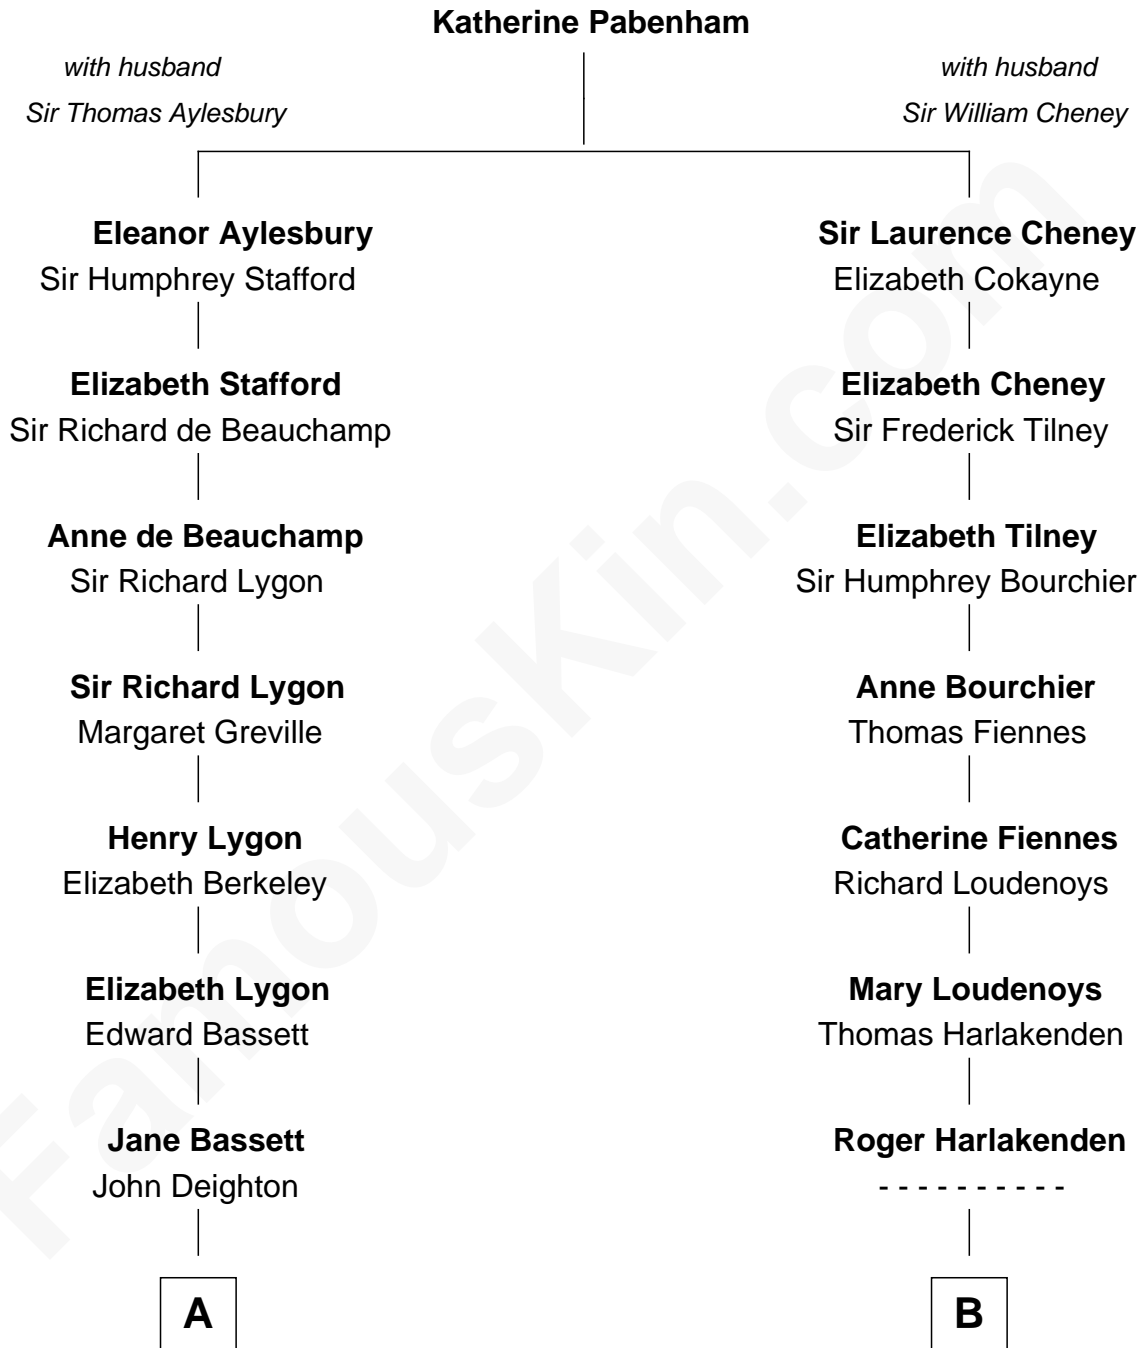 Katherine Pabenham
with husband
Sir Thomas Aylesbury
with husband
Sir William Cheney
Eleanor Aylesbury
Sir Humphrey Stafford
Sir Laurence Cheney
Elizabeth Cokayne
Elizabeth Stafford
Sir Richard de Beauchamp
Elizabeth Cheney
Sir Frederick Tilney
Anne de Beauchamp
Sir Richard Lygon
Elizabeth Tilney
Sir Humphrey Bourchier
Sir Richard Lygon
Margaret Greville
Anne Bourchier
Thomas Fiennes
Henry Lygon
Elizabeth Berkeley
Catherine Fiennes
Richard Loudenoys
Elizabeth Lygon
Edward Bassett
Mary Loudenoys
Thomas Harlakenden
Jane Bassett
John Deighton
Roger Harlakenden
- - - - - - - - - -
A
B
FamousKin.com